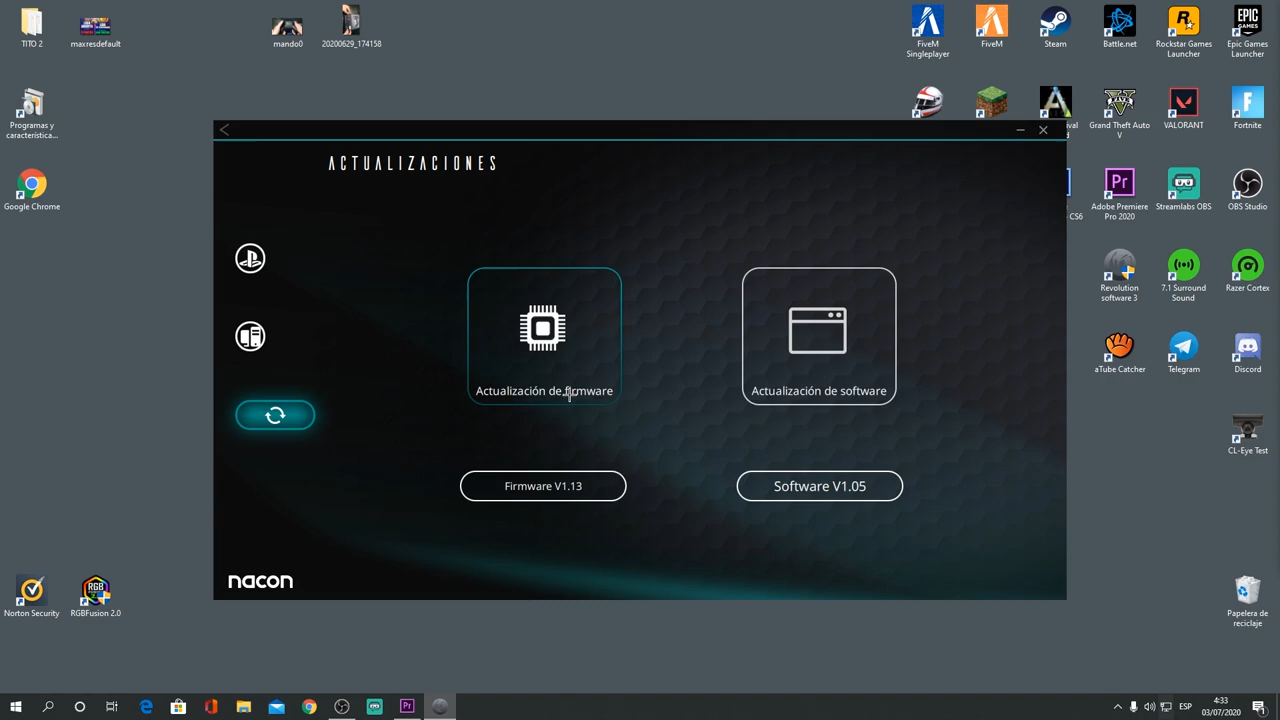 TITO 2
maxresdefault
mando0
20200629_174158
FiveM
Singleplayer
FiveM
Steam
Battle.net
Rockstar Games
Launcher
Epic Games
Launcher
Programas y
característica...
Grand Theft Auto
V
VALORANT
Fortnite
ACTUALIZACIONES
Google Chrome
CS6
Adobe Premiere
Pro 2020
Streamlabs OBS
OBS Studio
Revolution
software 3
7.1 Surround
Sound
Razer Cortex
Actualización de firmware
Actualización de software
aTube Catcher
Telegram
Discord
Firmware V1.13
Software V1.05
CL-Eye Test
nacon
Norton Security
RGBFusion 2.0
Papelera de
reciclaje
ESP
4:33
03/07/2020